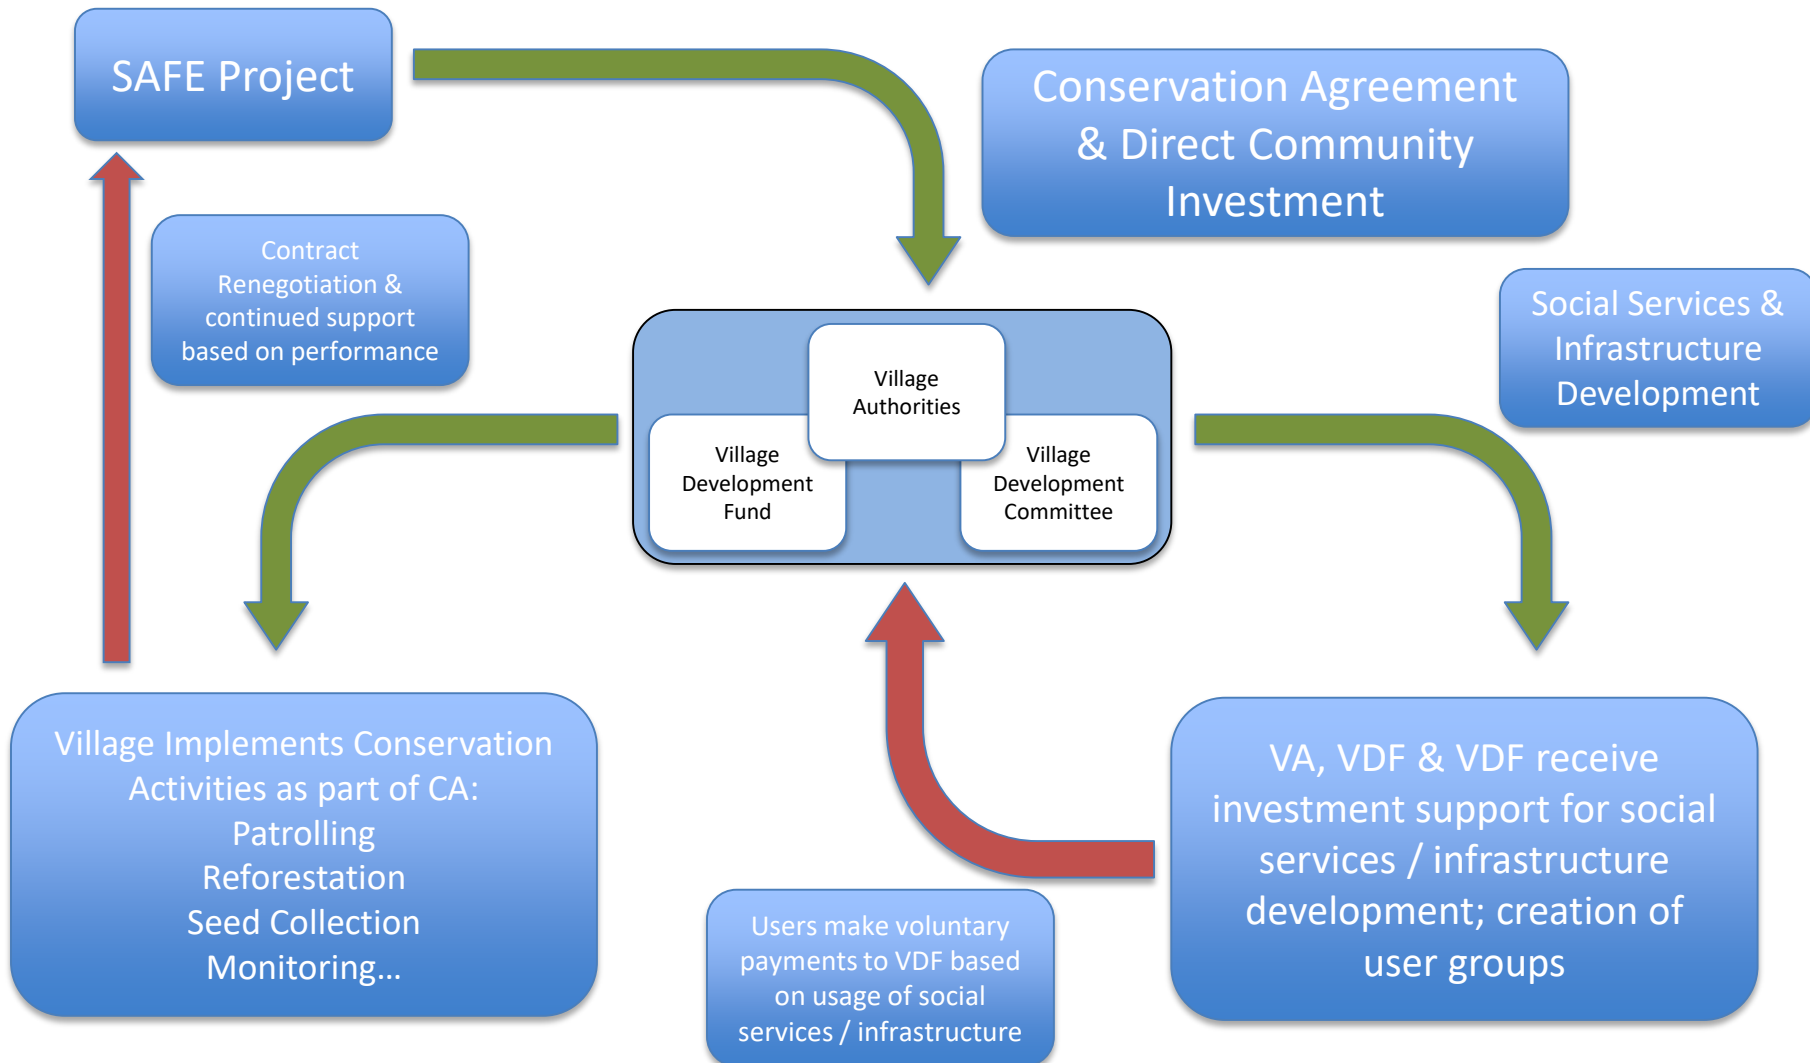 SAFE Project
Conservation Agreement
& Direct Community
Investment
Contract
Renegotiation &
continued support
based on performance
Social Services &
Infrastructure
Development
Village
Authorities
Village
Development
Fund
Village
Development
Committee
Village Implements Conservation
Activities as part of CA:
Patrolling
Reforestation
Seed Collection
Monitoring…
VA, VDF & VDF receive
investment support for social
services / infrastructure
development; creation of
user groups
Users make voluntary
payments to VDF based
on usage of social
services / infrastructure